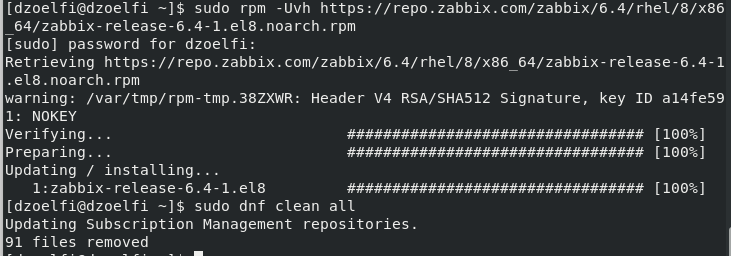 [dzoelfi@dzoelfi ~]$ sudo rpm -Uvh https://repo.zabbix.com/zabbix/6.4/rhel/8/x86
_64/zabbix-release-6.4-1.el8.noarch.rpm
[sudo] password for dzoelfi:
Retrieving https://repo.zabbix.com/zabbix/6.4/rhel/8/x86_64/zabbix-release-6.4-1
.el8.noarch.rpm
warning: /var/tmp/rpm-tmp.38ZXWR: Header V4 RSA/SHA512 Signature, key ID a14fe59
1: NOKEY
Verifying... ################################# [100%]
Preparing... ################################# [100%]
Updating / installing...
1:zabbix-release-6.4-1.el8 ################################# [100%]
[dzoelfi@dzoelfi ~]$ sudo dnf clean all
Updating Subscription Management repositories.
91 files removed